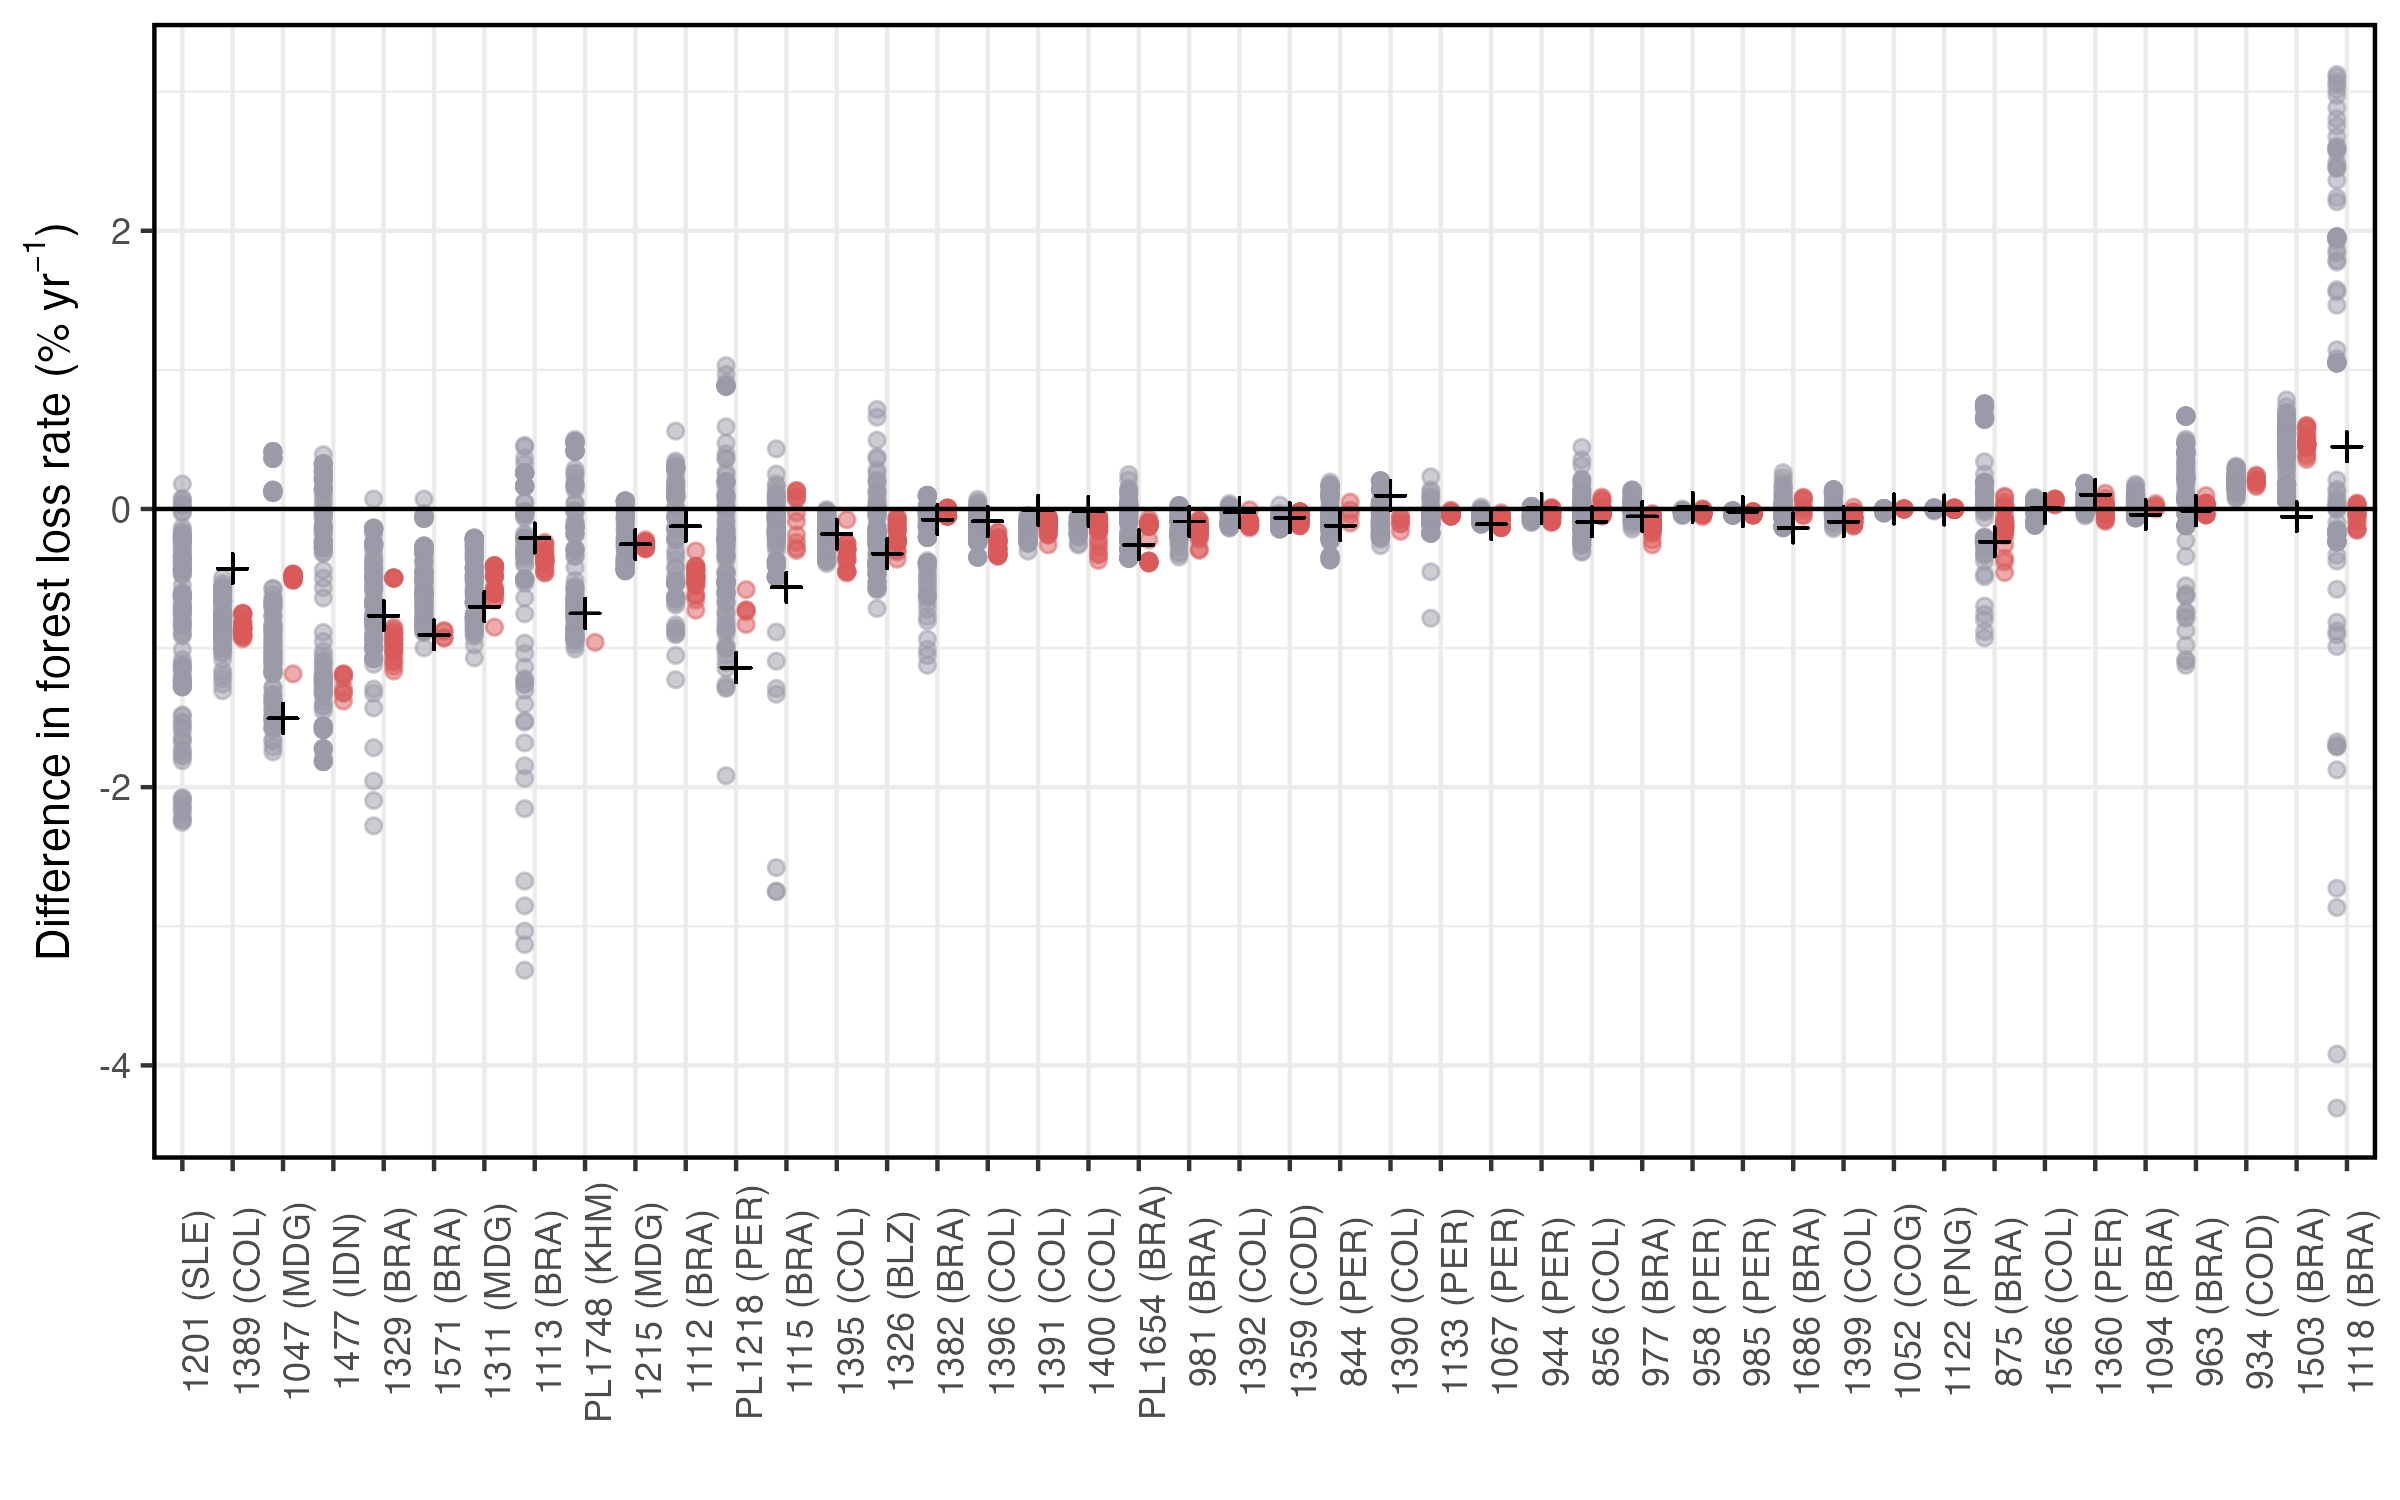 Difference in forest loss rate (% yr⁻¹)
2
0
-2
-4
1201 (SLE)
1389 (COL)
1047 (MDG)
1477 (IDN)
1329 (BRA)
1571 (BRA)
1311 (MDG)
1113 (BRA)
PL1748 (KHM)
1215 (MDG)
1112 (BRA)
PL1218 (PER)
1115 (BRA)
1395 (COL)
1326 (BLZ)
1382 (BRA)
1396 (COL)
1391 (COL)
1400 (COL)
PL1654 (BRA)
981 (BRA)
1392 (COL)
1359 (COD)
844 (PER)
1390 (COL)
1133 (PER)
1067 (PER)
944 (PER)
856 (COL)
977 (BRA)
958 (PER)
985 (PER)
1686 (BRA)
1399 (COL)
1052 (COG)
1122 (PNG)
875 (BRA)
1566 (COL)
1360 (PER)
1094 (BRA)
963 (BRA)
934 (COD)
1503 (BRA)
1118 (BRA)